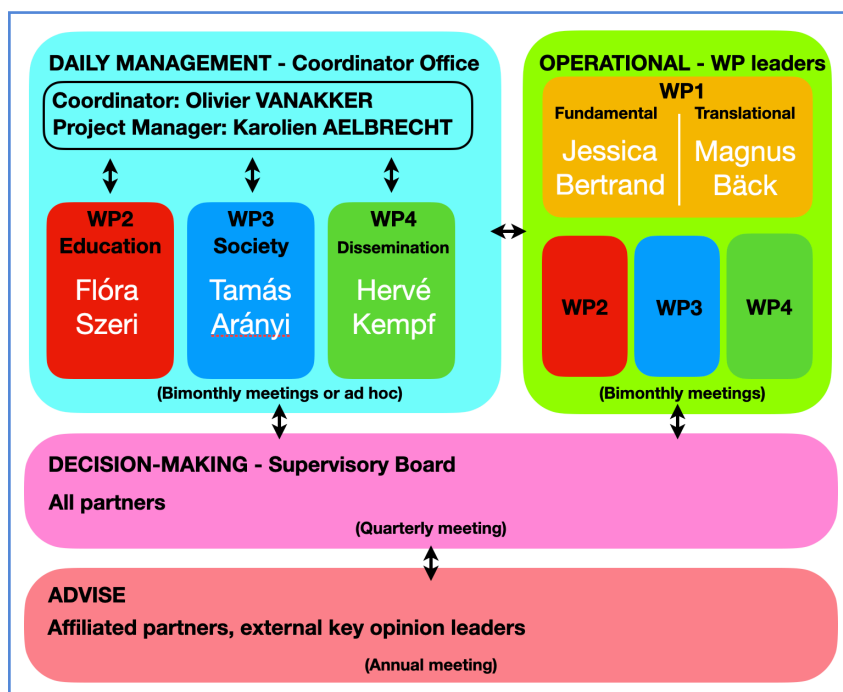 DAILY MANAGEMENT - Coordinator Office
Coordinator: Olivier VANAKKER
Project Manager: Karolien AELBRECHT
WP2
Education
Flóra
Szeri
WP3
Society
Tamás
Arányi
WP4
Dissemination
Hervé
Kempf
(Bimonthly meetings or ad hoc)
OPERATIONAL - WP leaders
WP1
Fundamental
Jessica
Bertrand
Translational
Magnus
Bäck
WP2
WP3
WP4
(Bimonthly meetings)
DECISION-MAKING - Supervisory Board
All partners
(Quarterly meeting)
ADVISE
Affiliated partners, external key opinion leaders
(Annual meeting)